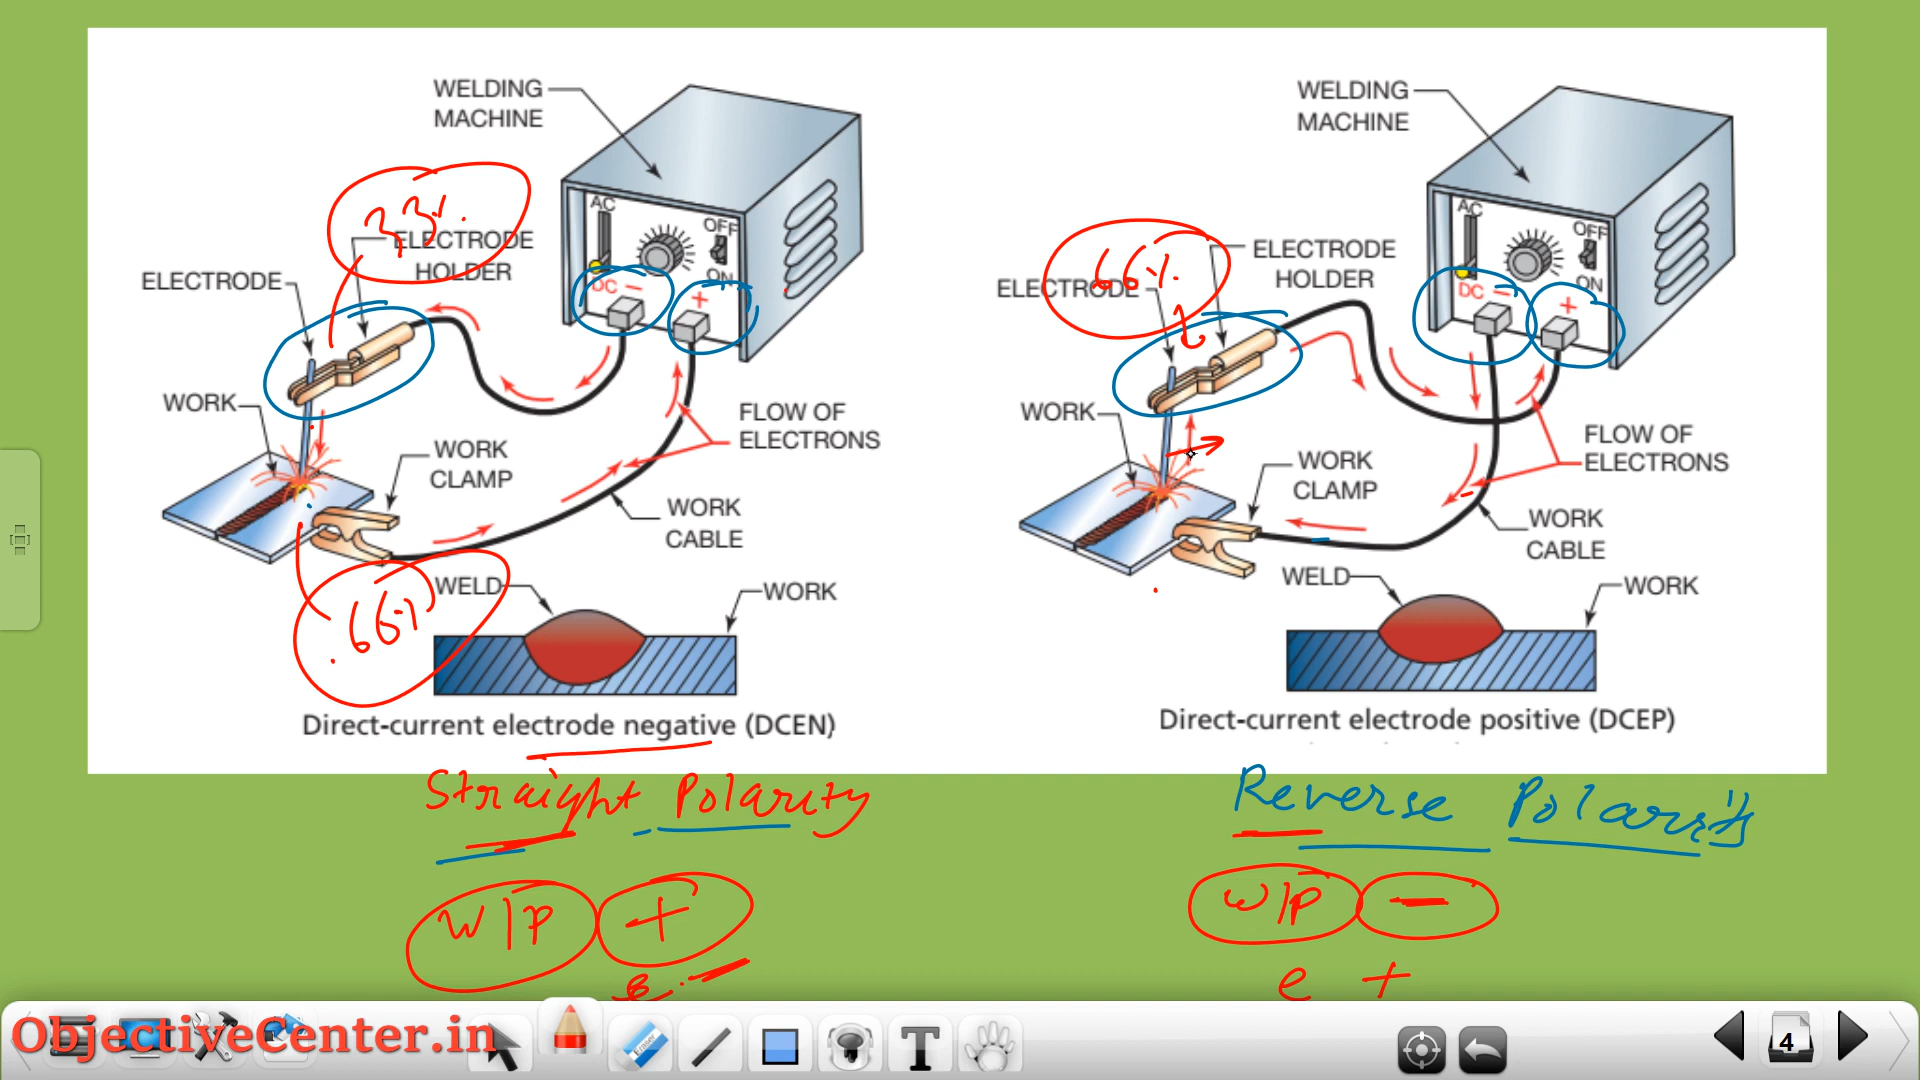 WELDING
MACHINE
33%.
ELECTRODE
HOLDER
ELECTRODE
AC
OFF
ON
DC -
+
WORK
FLOW OF
ELECTRONS
WORK
CLAMP
WORK
CABLE
66%
WELD
WORK
Direct-current electrode negative (DCEN)
WELDING
MACHINE
66%.
ELECTRODE
HOLDER
ELECTRODE
AC
OFF
ON
DC -
+
WORK
FLOW OF
ELECTRONS
WORK
CLAMP
WORK
CABLE
WELD
WORK
Direct-current electrode positive (DCEP)
Straight Polarity
Reverse Polarity
W/P +
W/P -
e -
e +
ObjectiveCenter.in
Eraser
T
4